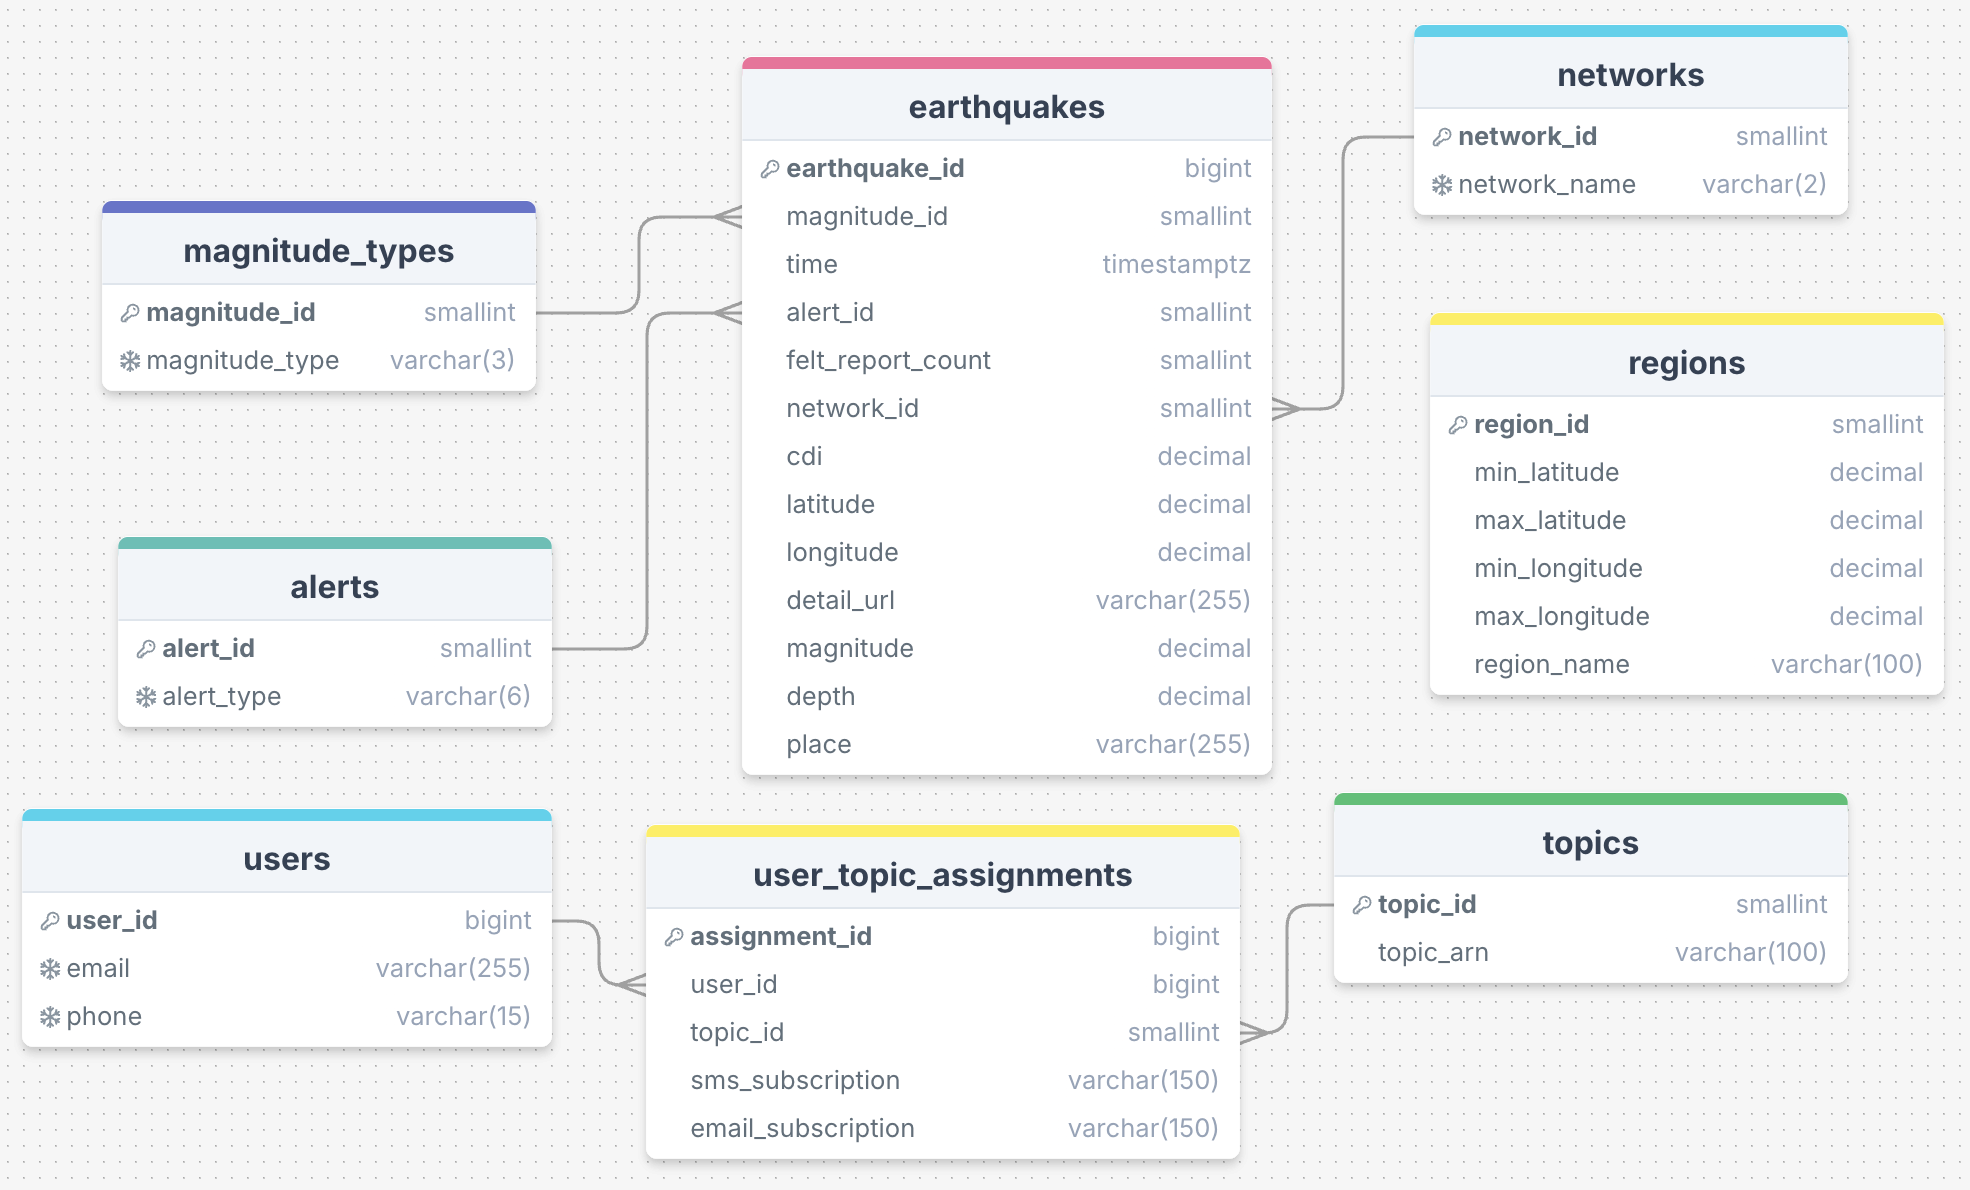 magnitude_types
magnitude_id smallint
magnitude_type varchar(3)
alerts
alert_id smallint
alert_type varchar(6)
earthquakes
earthquake_id bigint
magnitude_id smallint
time timestamptz
alert_id smallint
felt_report_count smallint
network_id smallint
cdi decimal
latitude decimal
longitude decimal
detail_url varchar(255)
magnitude decimal
depth decimal
place varchar(255)
networks
network_id smallint
network_name varchar(2)
regions
region_id smallint
min_latitude decimal
max_latitude decimal
min_longitude decimal
max_longitude decimal
region_name varchar(100)
users
user_id bigint
email varchar(255)
phone varchar(15)
user_topic_assignments
assignment_id bigint
user_id bigint
topic_id smallint
sms_subscription varchar(150)
email_subscription varchar(150)
topics
topic_id smallint
topic_arn varchar(100)